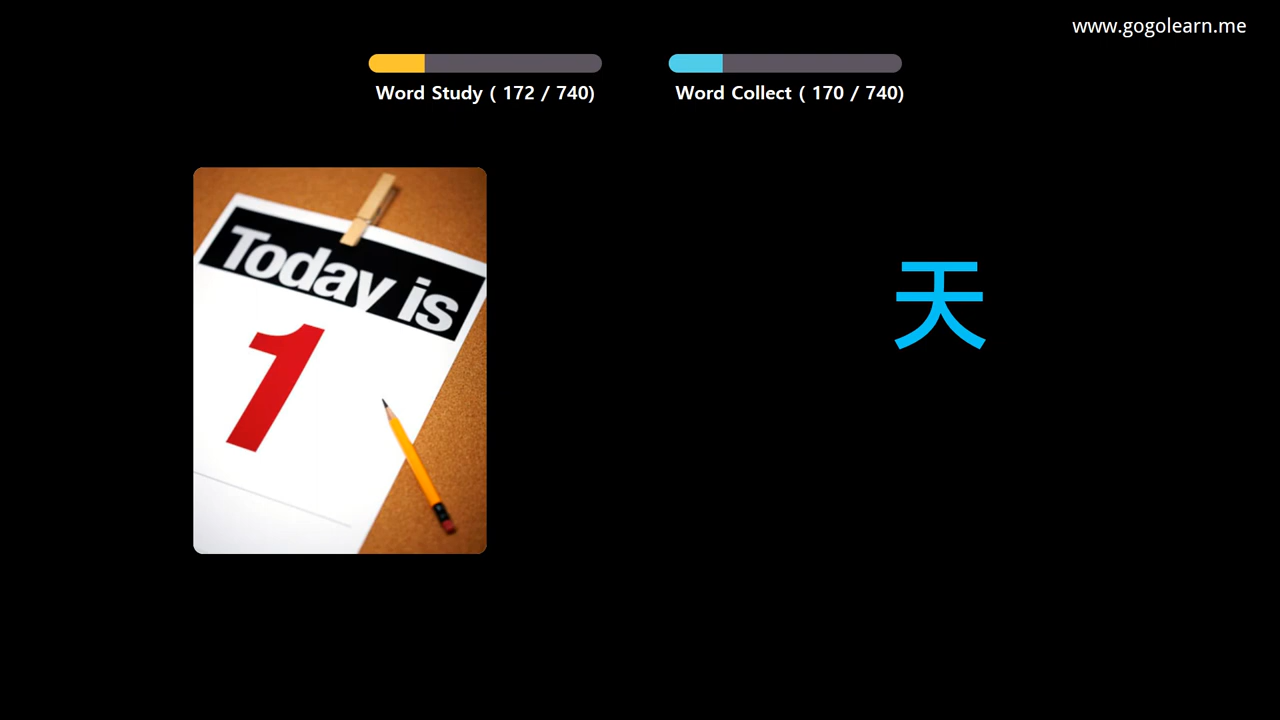 www.gogolearn.me
Word Study ( 172 / 740)
Word Collect ( 170 / 740)
Today is
1
天